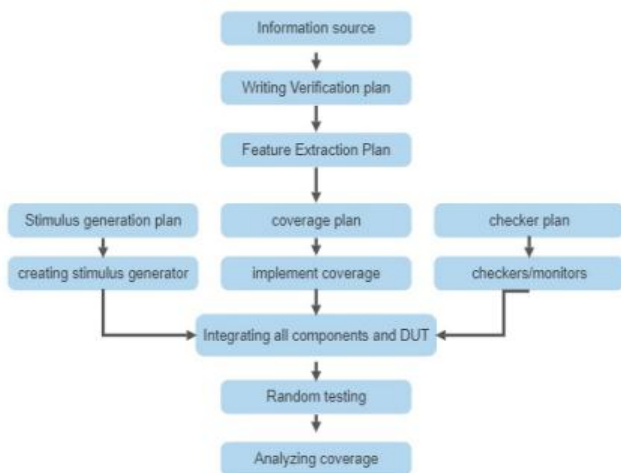 Information source
Writing Verification plan
Feature Extraction Plan
Stimulus generation plan
coverage plan
checker plan
creating stimulus generator
implement coverage
checkers/monitors
Integrating all components and DUT
Random testing
Analyzing coverage